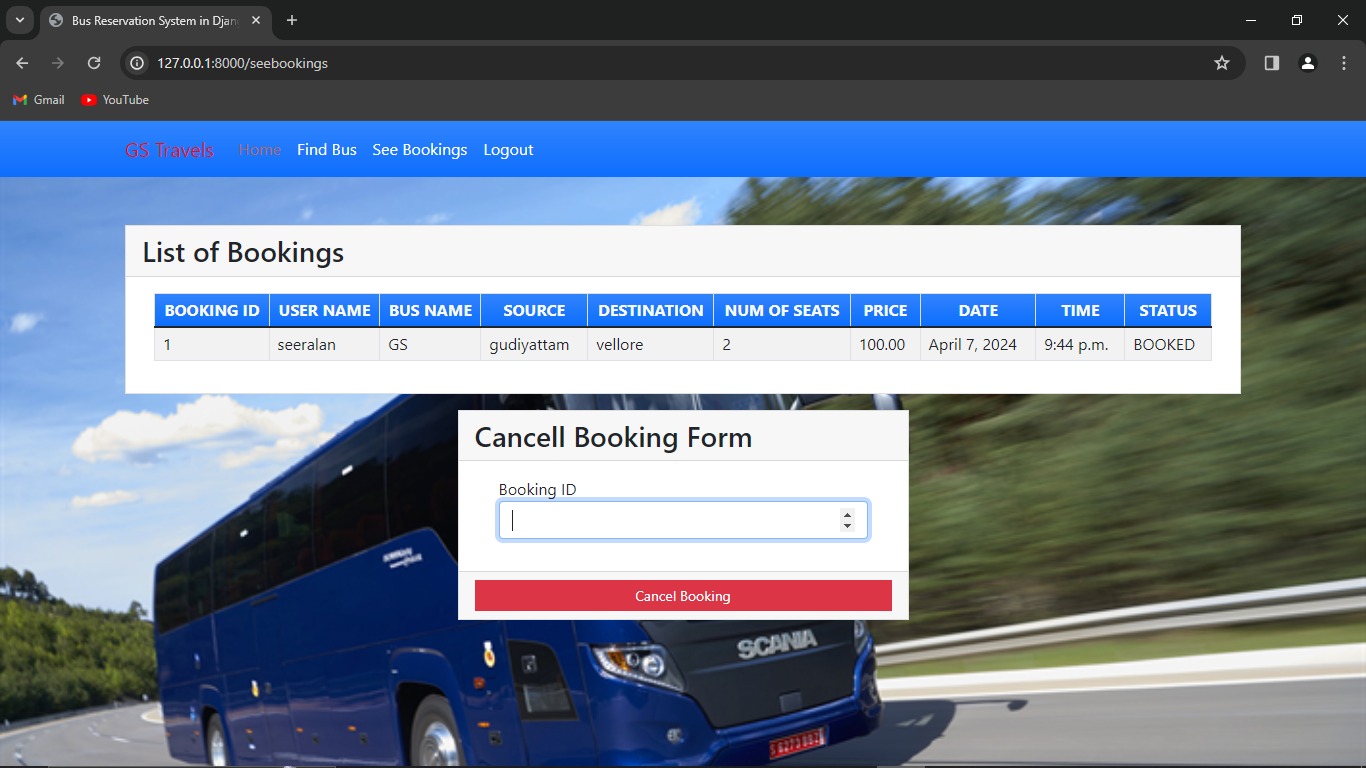 Bus Reservation System in Djan
127.0.0.1:8000/seebookings
Gmail YouTube
GS Travels Home Find Bus See Bookings Logout
List of Bookings
BOOKING ID USER NAME BUS NAME SOURCE DESTINATION NUM OF SEATS PRICE DATE TIME STATUS
1 seeralan GS gudiyattam vellore 2 100.00 April 7, 2024 9:44 p.m. BOOKED
Cancell Booking Form
Booking ID
Cancel Booking
SCANIA